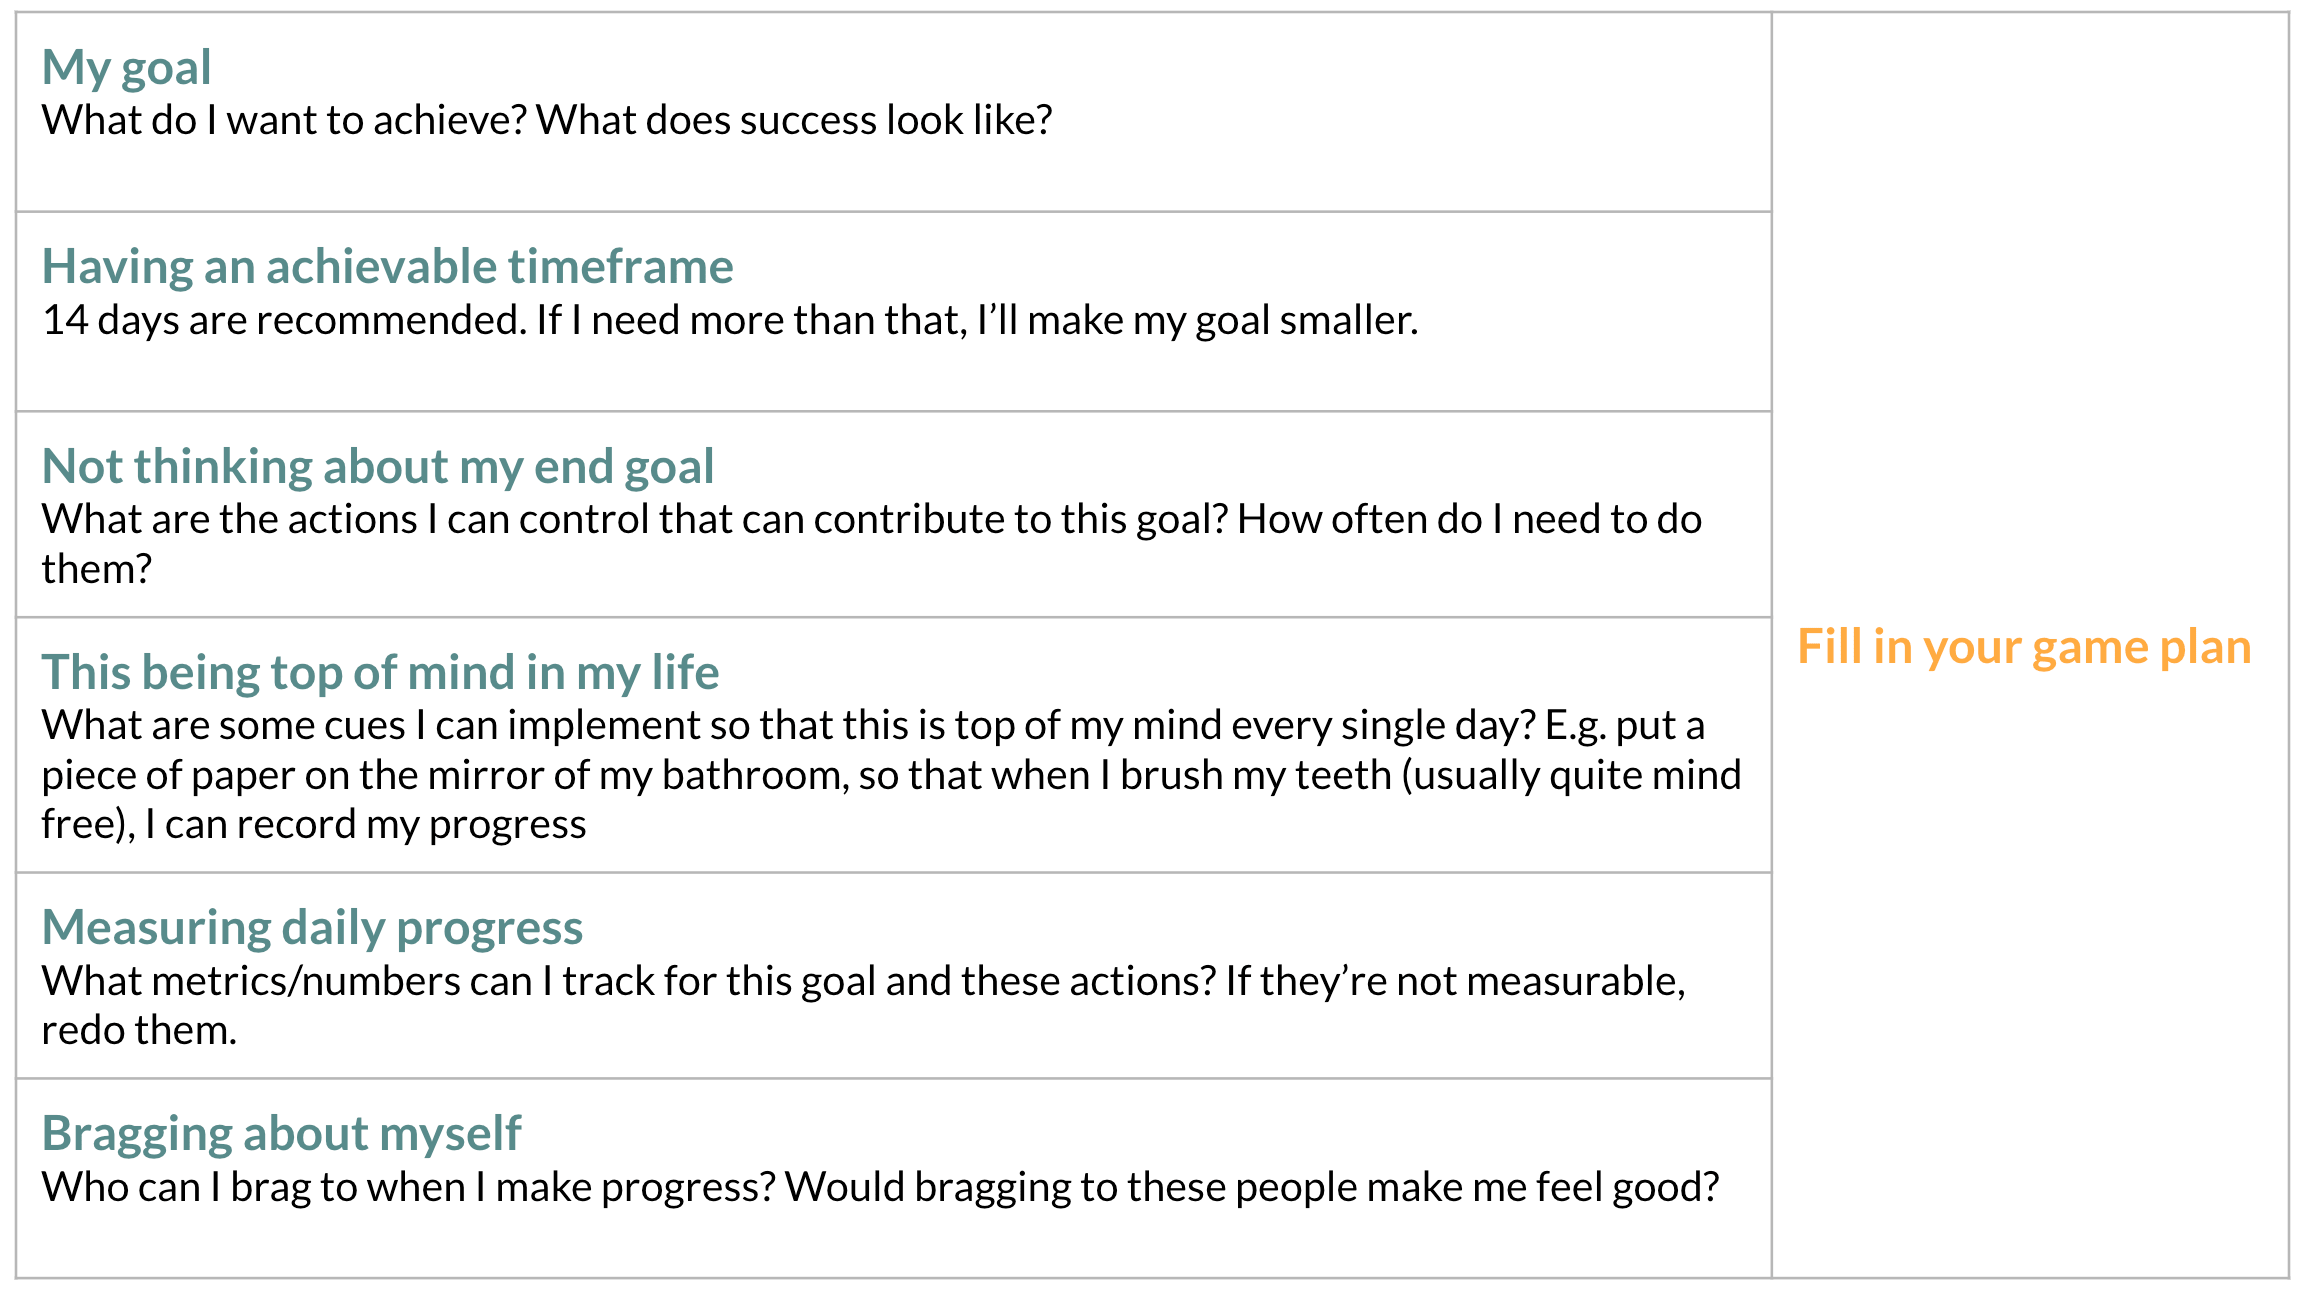 My goal
What do I want to achieve? What does success look like?
Having an achievable timeframe
14 days are recommended. If I need more than that, I’ll make my goal smaller.
Not thinking about my end goal
What are the actions I can control that can contribute to this goal? How often do I need to do
them?
This being top of mind in my life
What are some cues I can implement so that this is top of my mind every single day? E.g. put a
piece of paper on the mirror of my bathroom, so that when I brush my teeth (usually quite mind
free), I can record my progress
Measuring daily progress
What metrics/numbers can I track for this goal and these actions? If they’re not measurable,
redo them.
Bragging about myself
Who can I brag to when I make progress? Would bragging to these people make me feel good?
Fill in your game plan